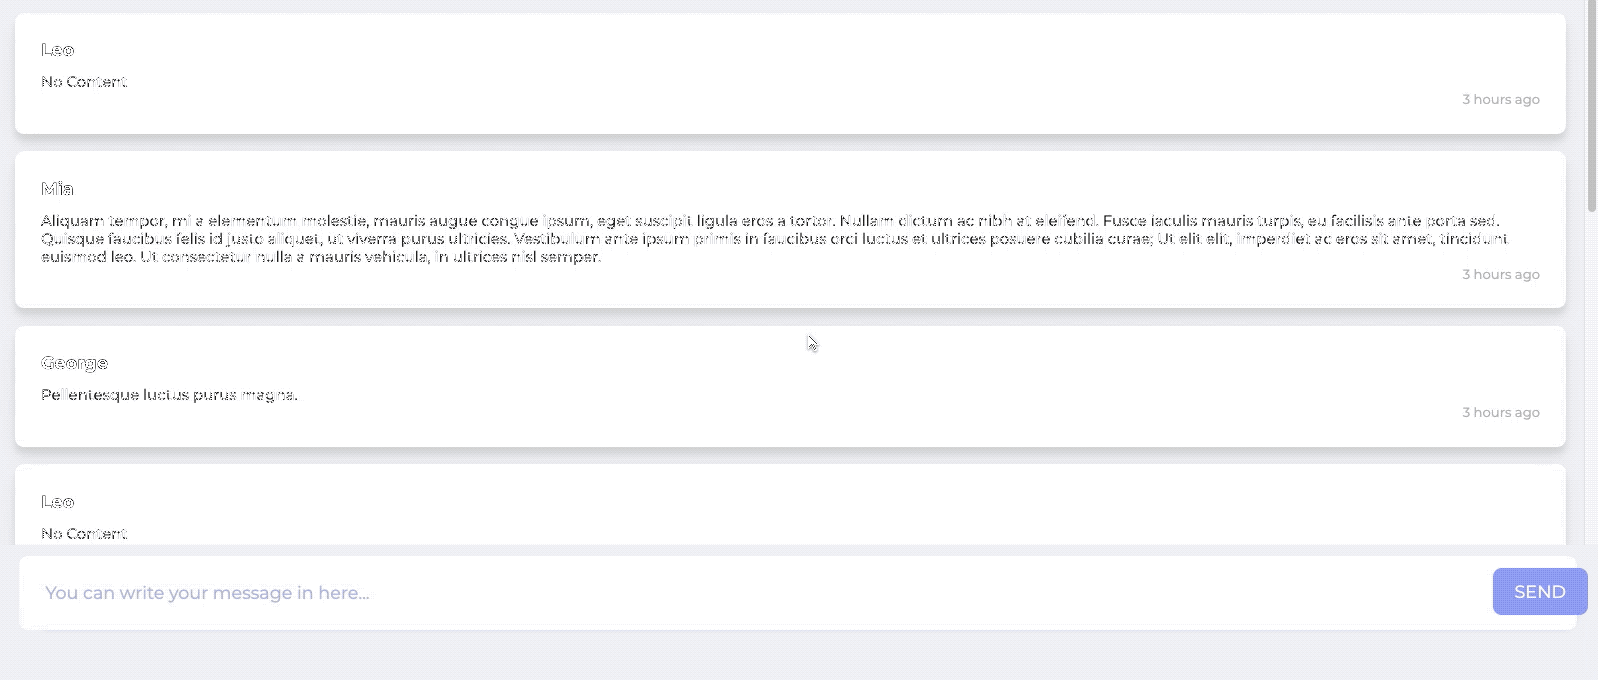 Leo
No Content
3 hours ago
Mia
Aliquam tempor, mi a elementum molestie, mauris augue congue ipsum, eget suscipit ligula eros a tortor. Nullam dictum ac nibh at eleifend. Fusce iaculis mauris turpis, eu facilisis ante porta sed.
Quisque faucibus felis id justo aliquet, ut viverra purus ultricies. Vestibulum ante ipsum primis in faucibus orci luctus et ultrices posuere cubilia curae; Ut elit elit, imperdiet ac eros sit amet, tincidunt
euismod leo. Ut consectetur nulla a mauris vehicula, in ultrices nisl semper.
3 hours ago
George
Pellentesque luctus purus magna.
3 hours ago
Leo
No Content
You can write your message in here...
SEND